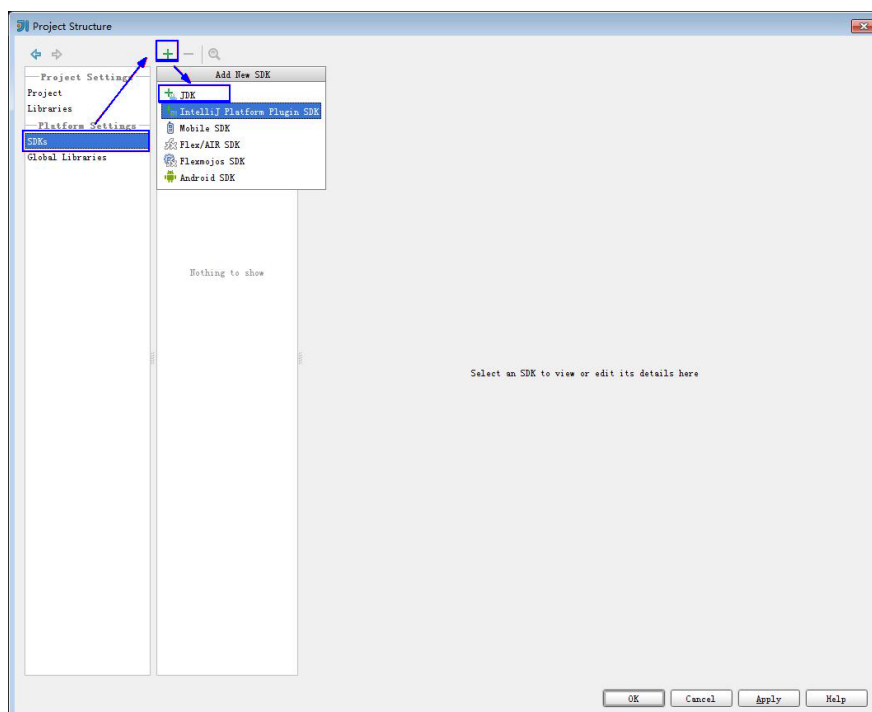 Project Structure
Project Settings
Project
Libraries
Platform Settings
SDKs
Global Libraries
Add New SDK
JDK
IntelliJ Platform Plugin SDK
Mobile SDK
Flex/AIR SDK
Flexmojos SDK
Android SDK
Nothing to show
Select an SDK to view or edit its details here
OK Cancel Apply Help